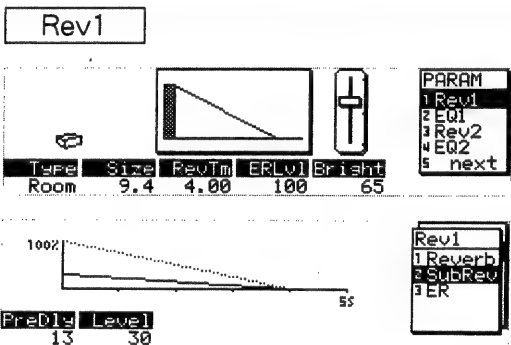 Rev1
PARAM
1 Rev1
2 EQ1
3 Rev2
4 EQ2
5 next
Type Size RevTm ERLvl Bright
Room 9.4 4.00 100 65
100%
5S
Rev1
1 Reverb
2 SubRev
3 ER
PreDly Level
13 30